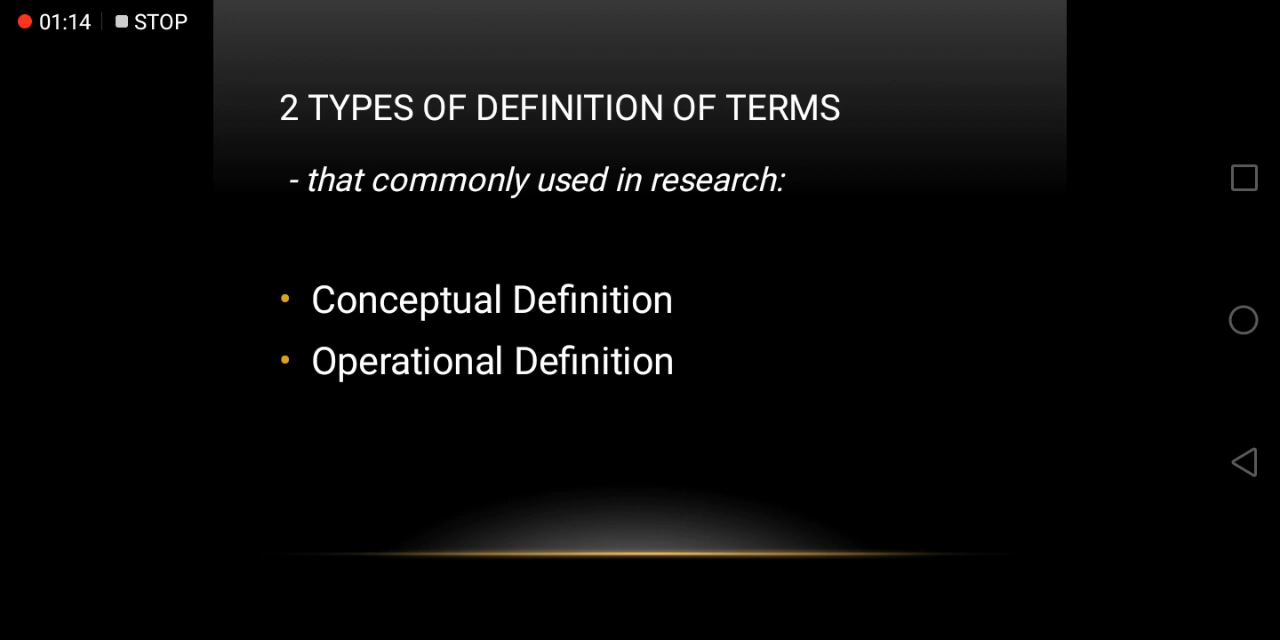 01:14 STOP
2 TYPES OF DEFINITION OF TERMS
- that commonly used in research:
• Conceptual Definition
• Operational Definition